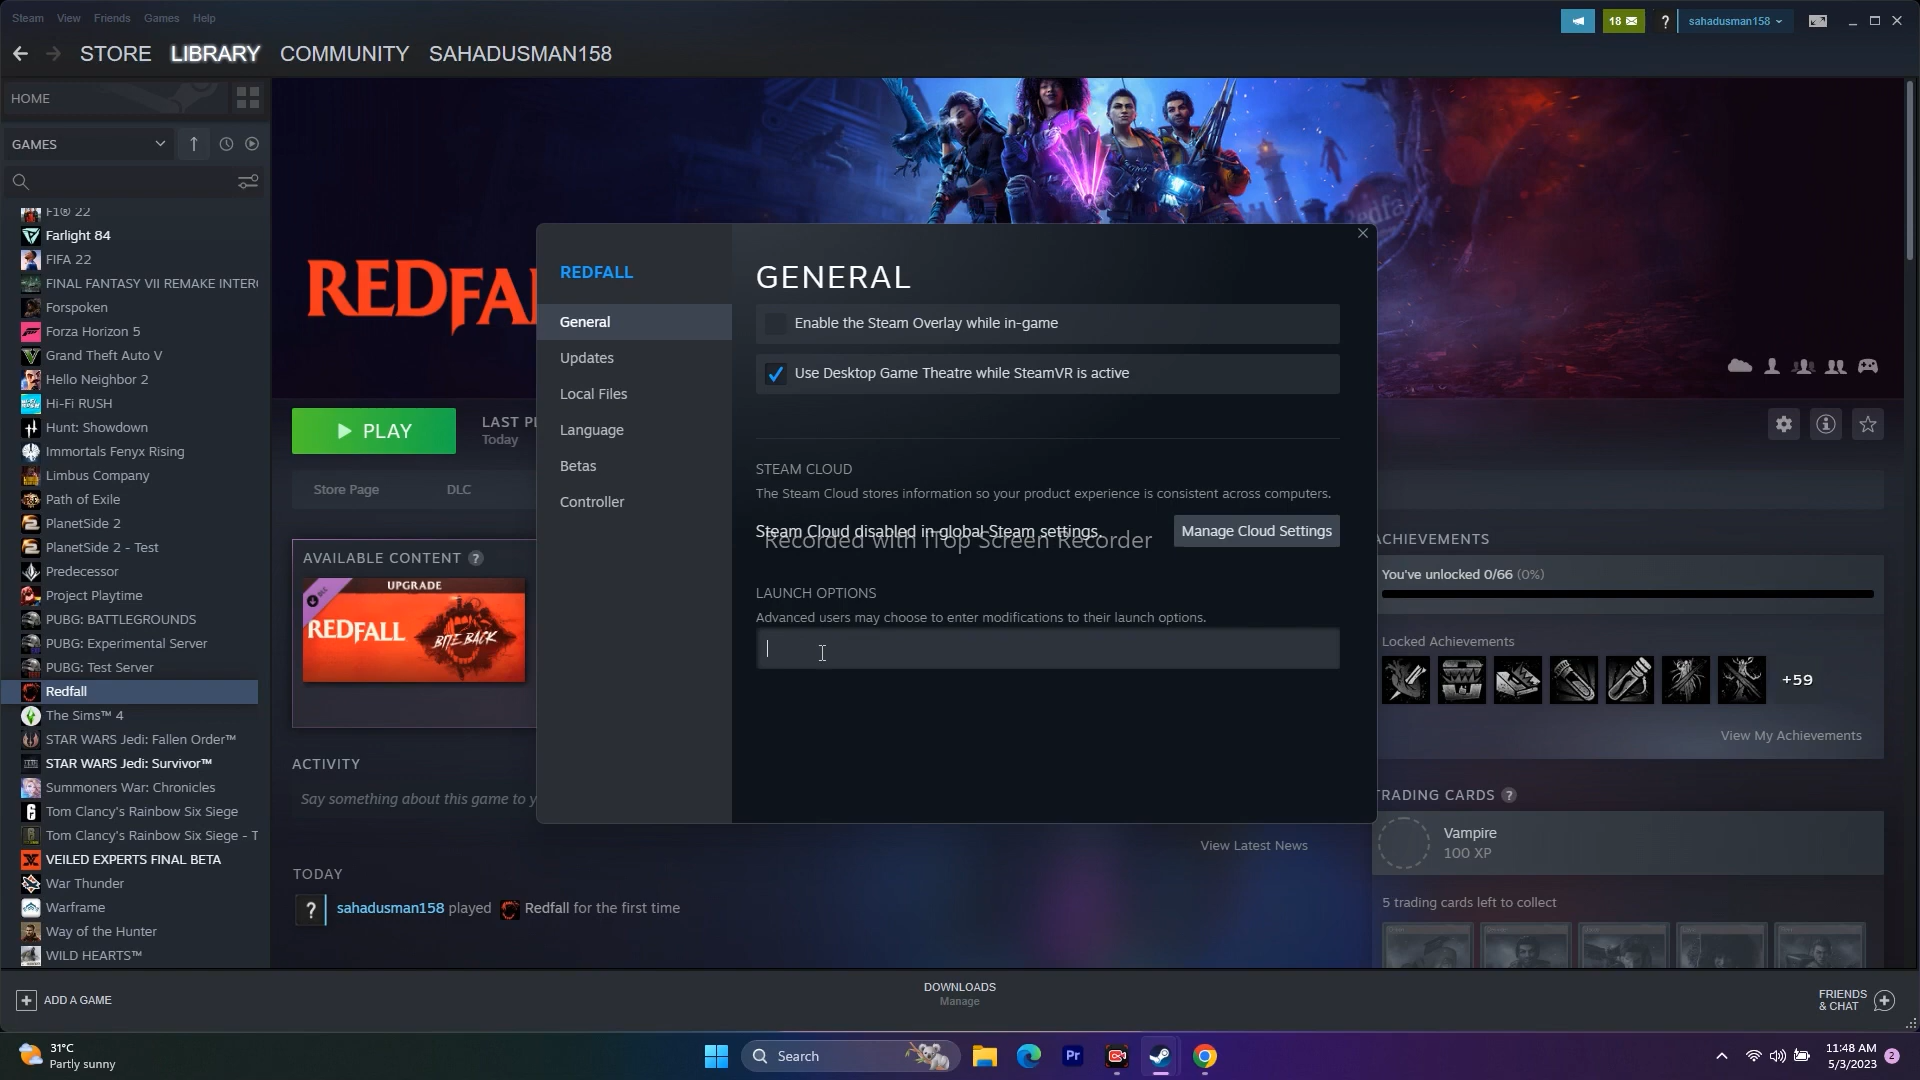 Steam View Friends Games Help
18
?
sahadusman158
STORE LIBRARY COMMUNITY SAHADUSMAN158
HOME
GAMES
F1® 22
Farlight 84
FIFA 22
FINAL FANTASY VII REMAKE INTER
Forspoken
Forza Horizon 5
Grand Theft Auto V
Hello Neighbor 2
Hi-Fi RUSH
Hunt: Showdown
Immortals Fenyx Rising
Limbus Company
Path of Exile
PlanetSide 2
PlanetSide 2 - Test
Predecessor
Project Playtime
PUBG: BATTLEGROUNDS
PUBG: Experimental Server
PUBG: Test Server
Redfall
The Sims™ 4
STAR WARS Jedi: Fallen Order™
STAR WARS Jedi: Survivor™
Summoners War: Chronicles
Tom Clancy's Rainbow Six Siege
Tom Clancy's Rainbow Six Siege - T
VEILED EXPERTS FINAL BETA
War Thunder
Warframe
Way of the Hunter
WILD HEARTS™
ADD A GAME
REDFAL
PLAY
LAST PL
Today
Store Page DLC
AVAILABLE CONTENT ?
UPGRADE
REDFALL BITE BACK
ACTIVITY
Say something about this game to y
View Latest News
TODAY
? sahadusman158 played Redfall for the first time
REDFALL
General
Updates
Local Files
Language
Betas
Controller
GENERAL
Enable the Steam Overlay while in-game
Use Desktop Game Theatre while SteamVR is active
STEAM CLOUD
The Steam Cloud stores information so your product experience is consistent across computers.
Steam Cloud disabled in global Steam settings.
Manage Cloud Settings
Recorded with iTop Screen Recorder
LAUNCH OPTIONS
Advanced users may choose to enter modifications to their launch options.
ACHIEVEMENTS
You've unlocked 0/66 (0%)
Locked Achievements
+59
View My Achievements
TRADING CARDS ?
Vampire
100 XP
5 trading cards left to collect
DOWNLOADS
Manage
FRIENDS
& CHAT
31°C
Partly sunny
Search
Pr
11:48 AM
5/3/2023
2